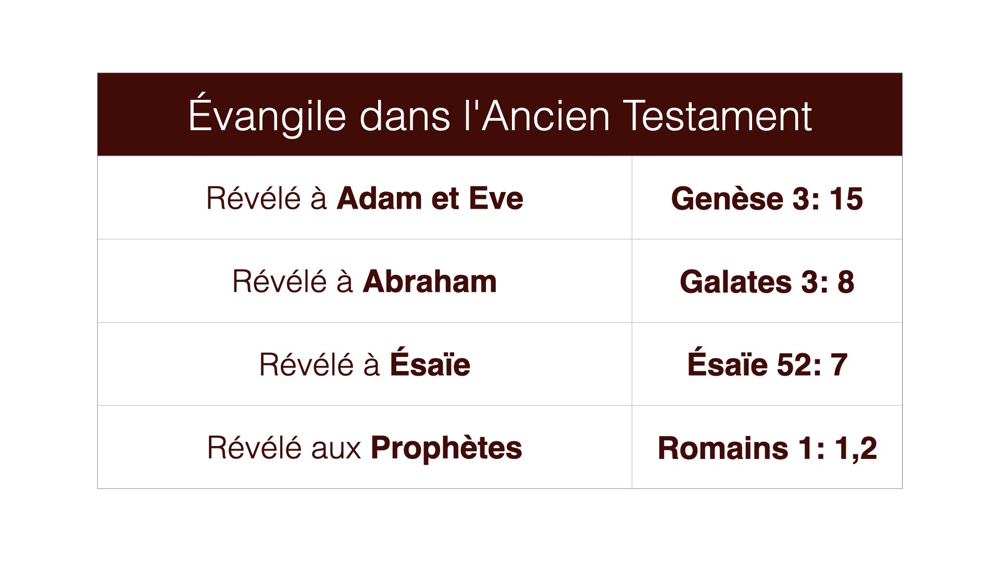 Évangile dans l'Ancien Testament
Révélé à Adam et Eve
Genèse 3: 15
Révélé à Abraham
Galates 3: 8
Révélé à Ésaïe
Ésaïe 52: 7
Révélé aux Prophètes
Romains 1: 1,2